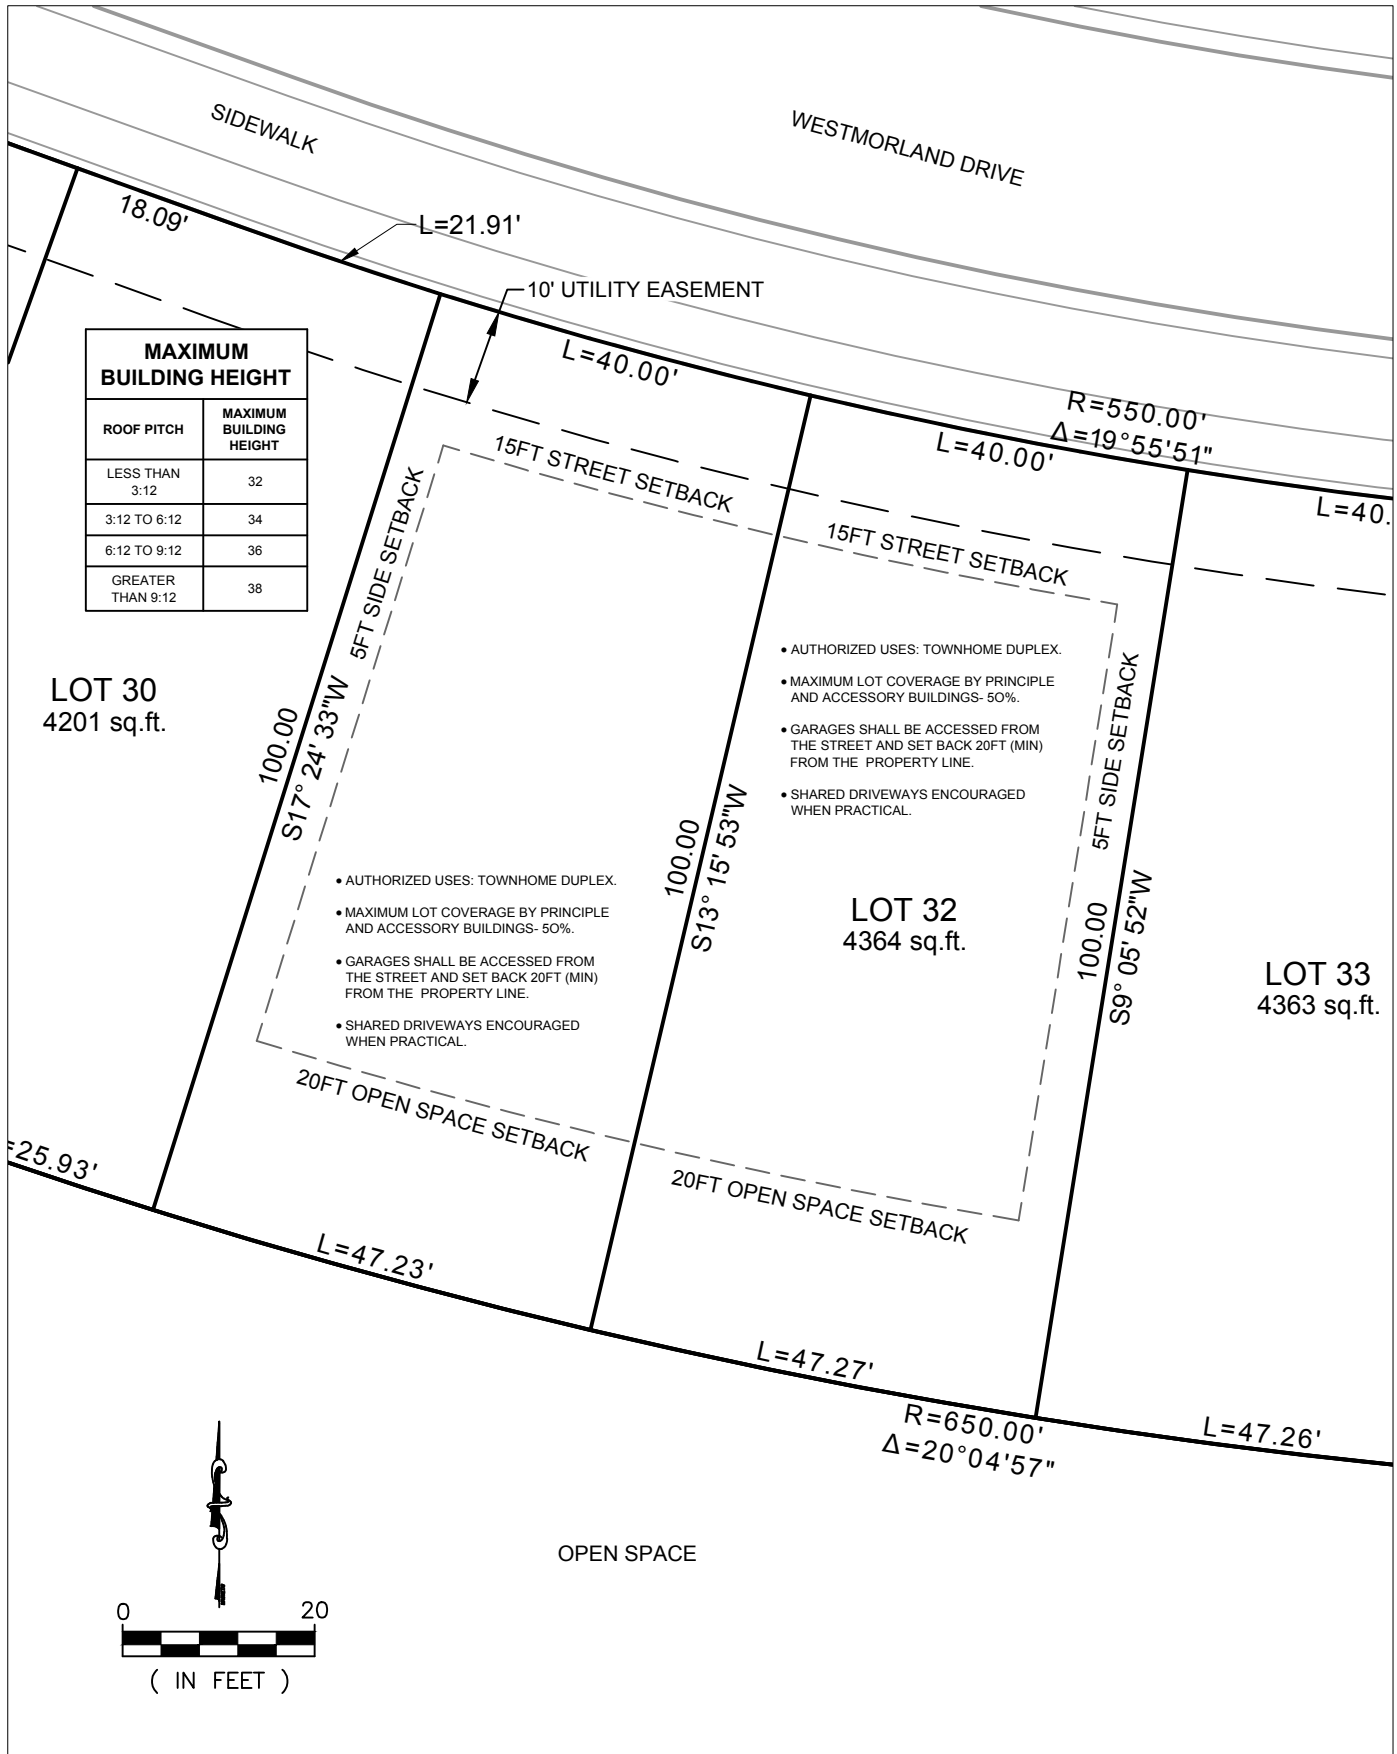 SIDEWALK
WESTMORLAND DRIVE
18.09'
L=21.91'
10' UTILITY EASEMENT
L=40.00'
R=550.00'
Δ=19°55'51"
L=40.00'
L=40.
MAXIMUM
BUILDING HEIGHT
ROOF PITCH
MAXIMUM
BUILDING
HEIGHT
LESS THAN
3:12
32
3:12 TO 6:12
34
6:12 TO 9:12
36
GREATER
THAN 9:12
38
15FT STREET SETBACK
15FT STREET SETBACK
5FT SIDE SETBACK
5FT SIDE SETBACK
LOT 30
4201 sq.ft.
100.00
S17° 24' 33"W
100.00
S13° 15' 53"W
100.00
S9° 05' 52"W
• AUTHORIZED USES: TOWNHOME DUPLEX.
• MAXIMUM LOT COVERAGE BY PRINCIPLE
AND ACCESSORY BUILDINGS- 5O%.
• GARAGES SHALL BE ACCESSED FROM
THE STREET AND SET BACK 20FT (MIN)
FROM THE PROPERTY LINE.
• SHARED DRIVEWAYS ENCOURAGED
WHEN PRACTICAL.
• AUTHORIZED USES: TOWNHOME DUPLEX.
• MAXIMUM LOT COVERAGE BY PRINCIPLE
AND ACCESSORY BUILDINGS- 5O%.
• GARAGES SHALL BE ACCESSED FROM
THE STREET AND SET BACK 20FT (MIN)
FROM THE PROPERTY LINE.
• SHARED DRIVEWAYS ENCOURAGED
WHEN PRACTICAL.
LOT 32
4364 sq.ft.
LOT 33
4363 sq.ft.
20FT OPEN SPACE SETBACK
20FT OPEN SPACE SETBACK
=25.93'
L=47.23'
L=47.27'
R=650.00'
Δ=20°04'57"
L=47.26'
OPEN SPACE
0 20
( IN FEET )